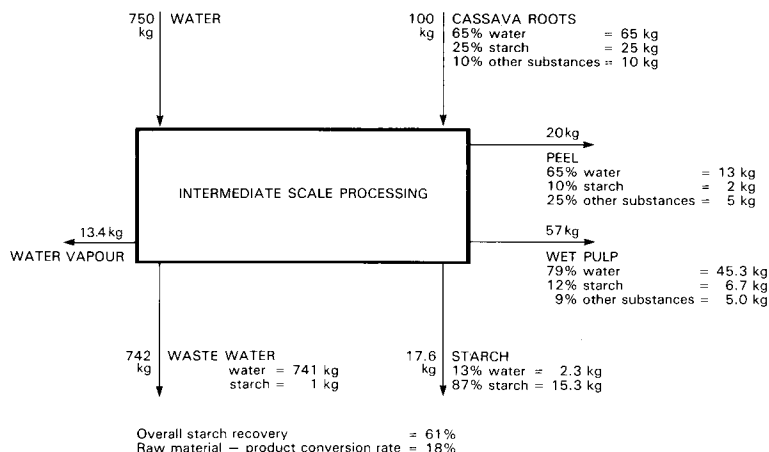 750 kg WATER
100 kg CASSAVA ROOTS
65% water = 65 kg
25% starch = 25 kg
10% other substances = 10 kg
20kg
PEEL
65% water = 13 kg
10% starch = 2 kg
25% other substances = 5 kg
INTERMEDIATE SCALE PROCESSING
13.4kg
WATER VAPOUR
57kg
WET PULP
79% water = 45.3 kg
12% starch = 6.7 kg
9% other substances = 5.0 kg
742 kg WASTE WATER
water = 741 kg
starch = 1 kg
17.6 kg STARCH
13% water = 2.3 kg
87% starch = 15.3 kg
Overall starch recovery = 61%
Raw material – product conversion rate = 18%